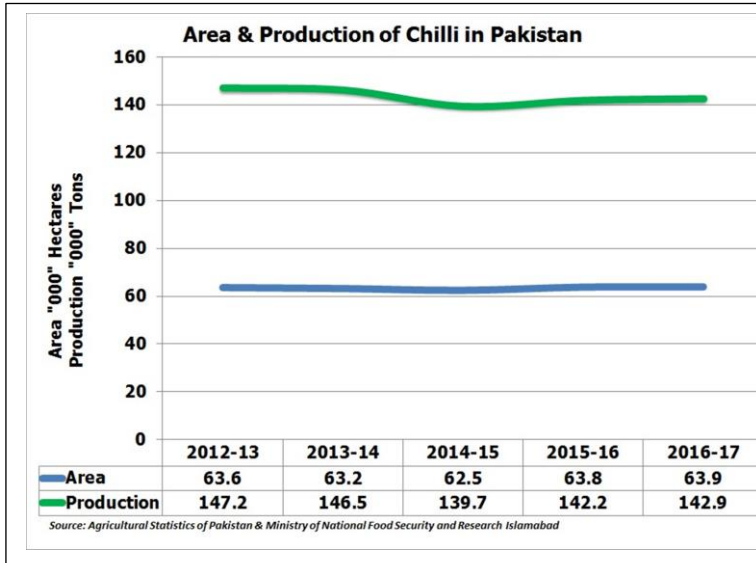 Area & Production of Chilli in Pakistan
160
140
120
100
80
60
40
20
0
Area "000" Hectares
Production "000" Tons
2012-13 2013-14 2014-15 2015-16 2016-17
Area 63.6 63.2 62.5 63.8 63.9
Production 147.2 146.5 139.7 142.2 142.9
Source: Agricultural Statistics of Pakistan & Ministry of National Food Security and Research Islamabad